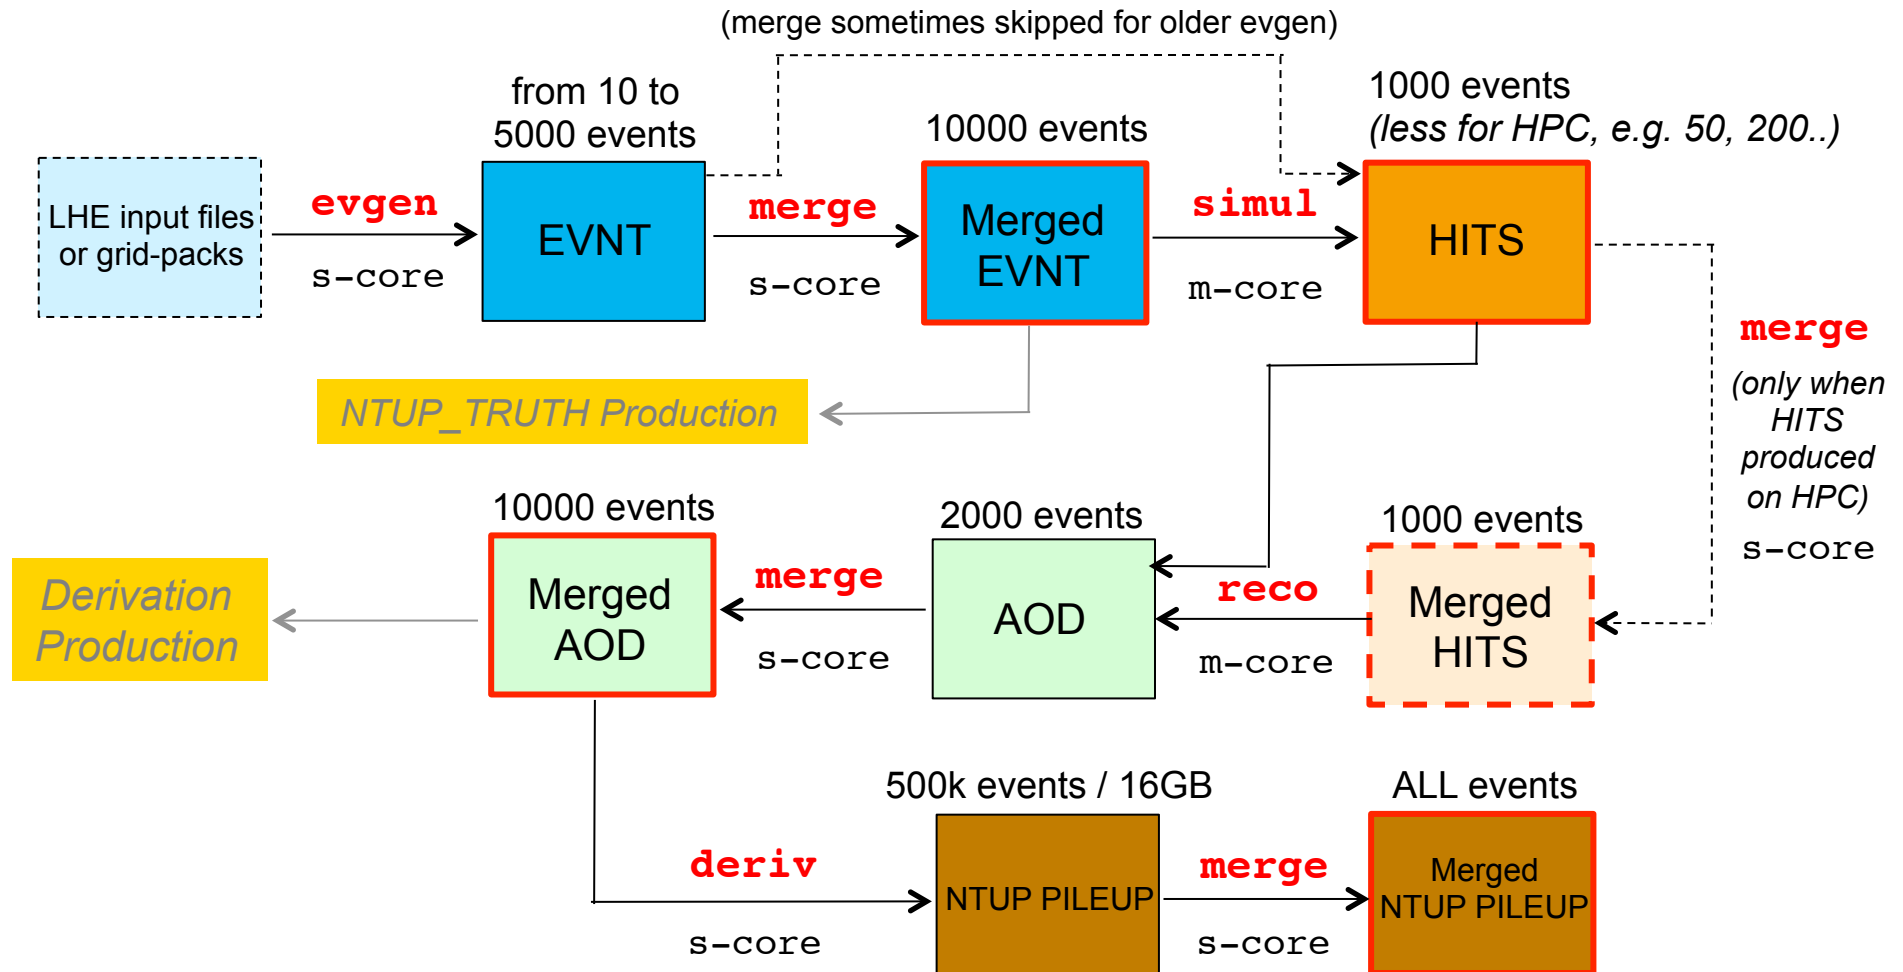 (merge sometimes skipped for older evgen)
from 10 to
5000 events
10000 events
1000 events
(less for HPC, e.g. 50, 200..)
LHE input files
or grid-packs
evgen
s-core
EVNT
merge
s-core
Merged
EVNT
simul
m-core
HITS
merge
(only when
HITS
produced
on HPC)
s-core
NTUP_TRUTH Production
10000 events
2000 events
1000 events
Derivation
Production
Merged
AOD
merge
s-core
AOD
reco
m-core
Merged
HITS
500k events / 16GB
ALL events
deriv
s-core
NTUP PILEUP
merge
s-core
Merged
NTUP PILEUP